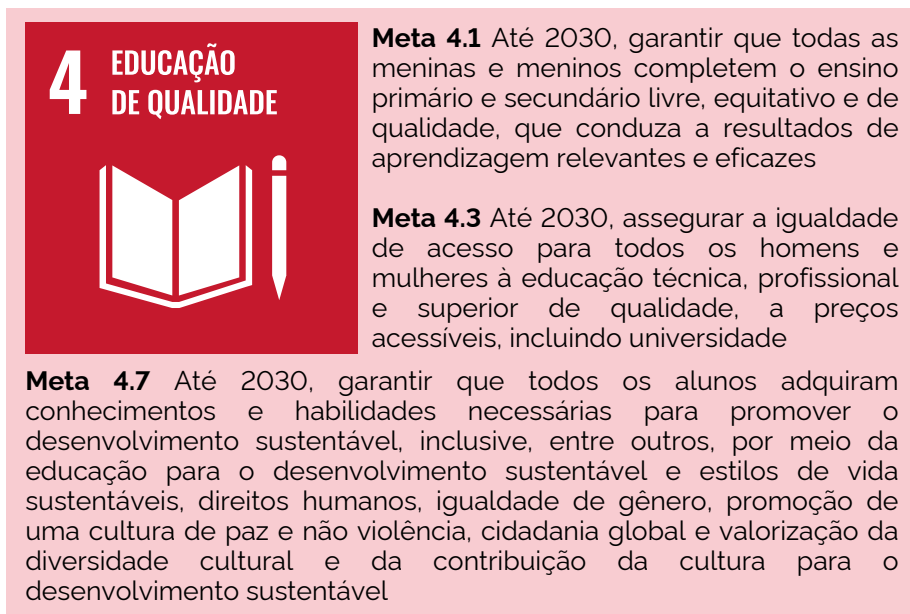 4 EDUCAÇÃO
DE QUALIDADE
Meta 4.1 Até 2030, garantir que todas as
meninas e meninos completem o ensino
primário e secundário livre, equitativo e de
qualidade, que conduza a resultados de
aprendizagem relevantes e eficazes
Meta 4.3 Até 2030, assegurar a igualdade
de acesso para todos os homens e
mulheres à educação técnica, profissional
e superior de qualidade, a preços
acessíveis, incluindo universidade
Meta 4.7 Até 2030, garantir que todos os alunos adquiram
conhecimentos e habilidades necessárias para promover o
desenvolvimento sustentável, inclusive, entre outros, por meio da
educação para o desenvolvimento sustentável e estilos de vida
sustentáveis, direitos humanos, igualdade de gênero, promoção de
uma cultura de paz e não violência, cidadania global e valorização da
diversidade cultural e da contribuição da cultura para o
desenvolvimento sustentável